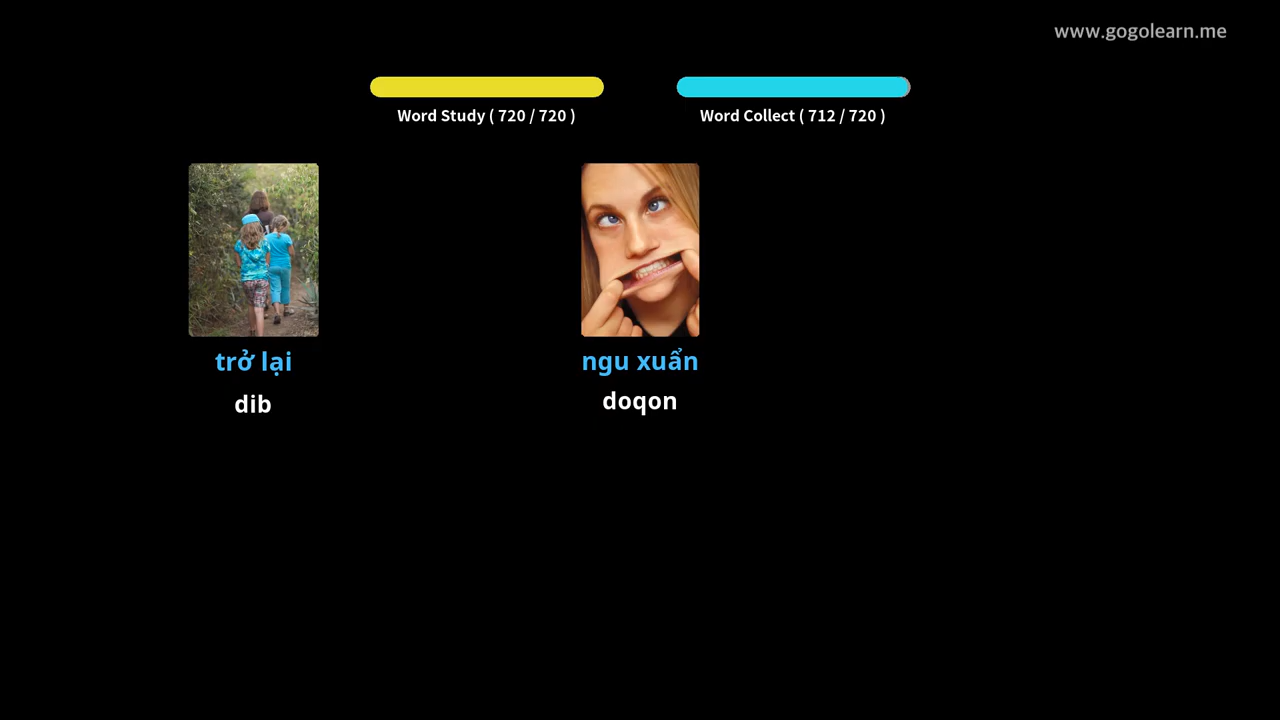 www.gogolearn.me
Word Study ( 720 / 720 )
Word Collect ( 712 / 720 )
trở lại
dib
ngu xuẩn
doqon